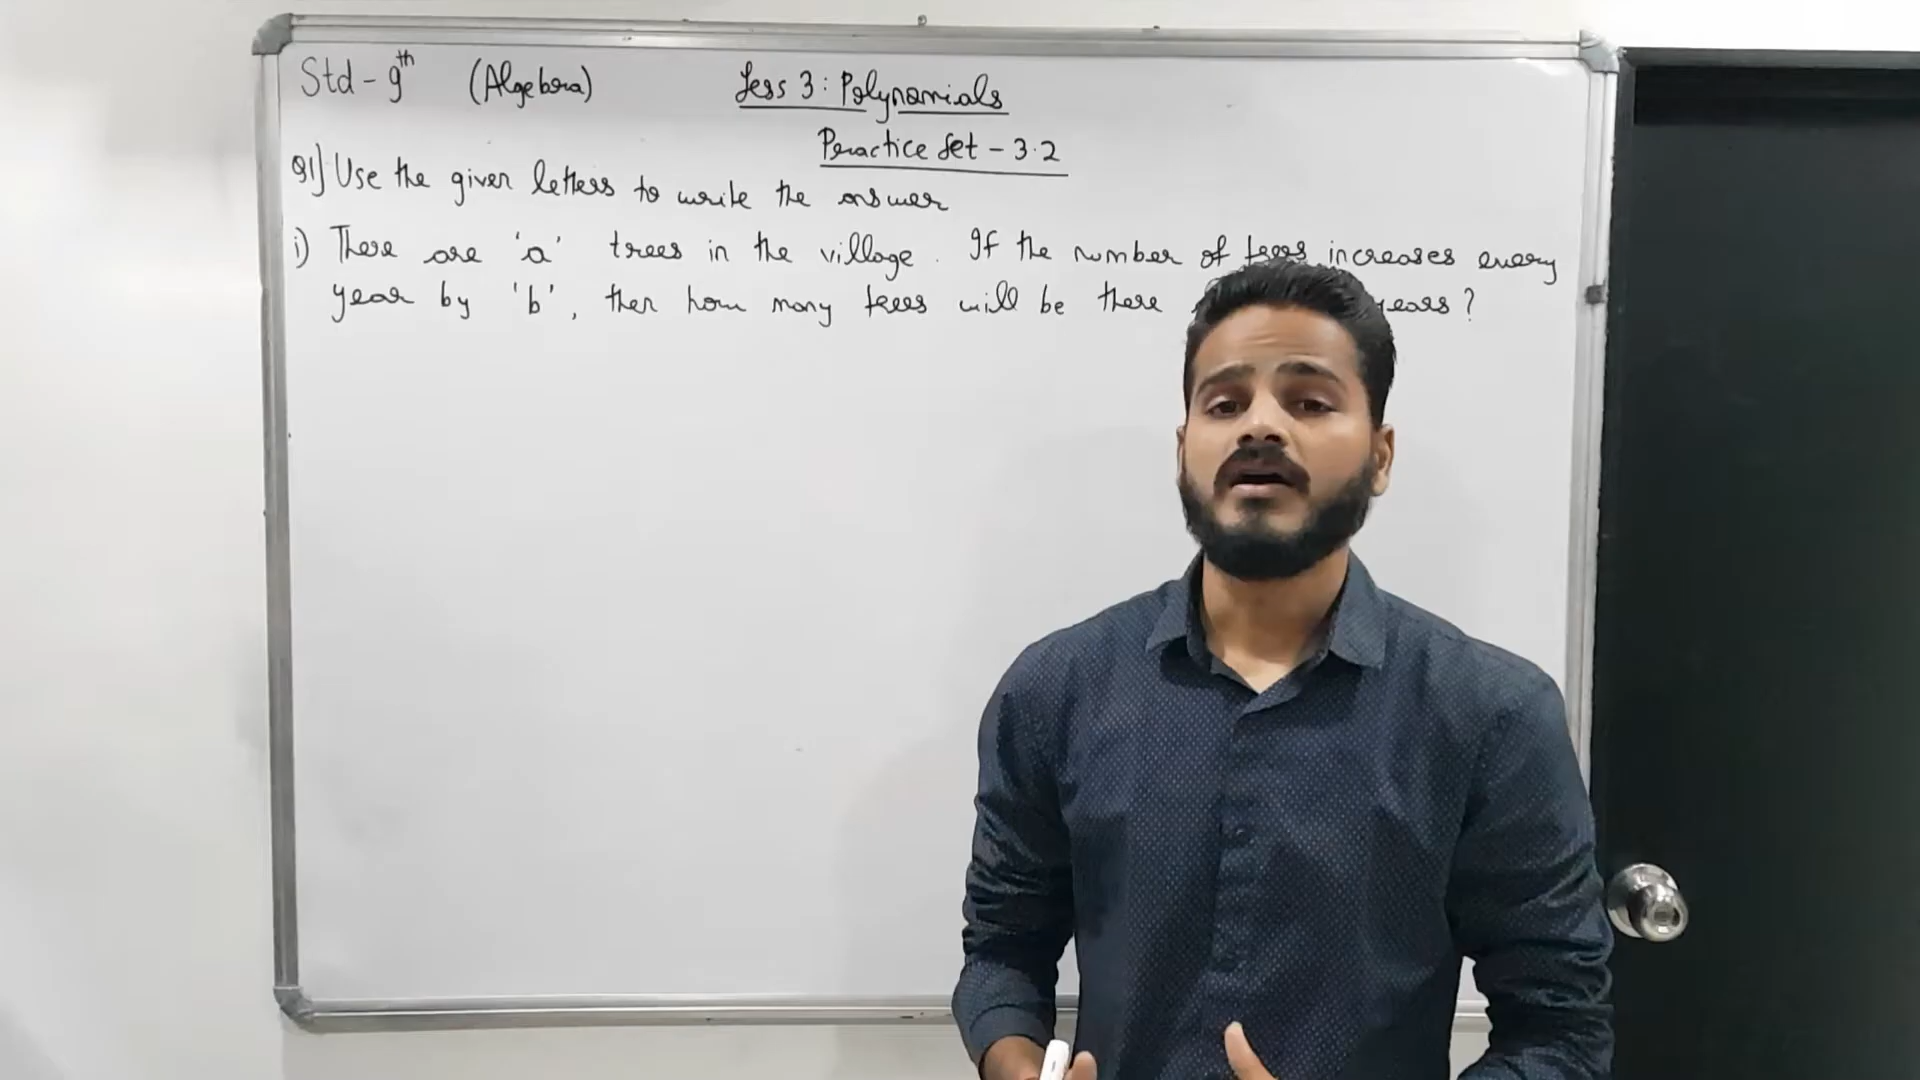 Std - 9th (Algebra) Less 3 : Polynomials
Practice Set - 3.2
Q1] Use the given letters to write the answer
i) There are 'a' trees in the village. If the number of trees increases every
year by 'b', then how many trees will be there years?